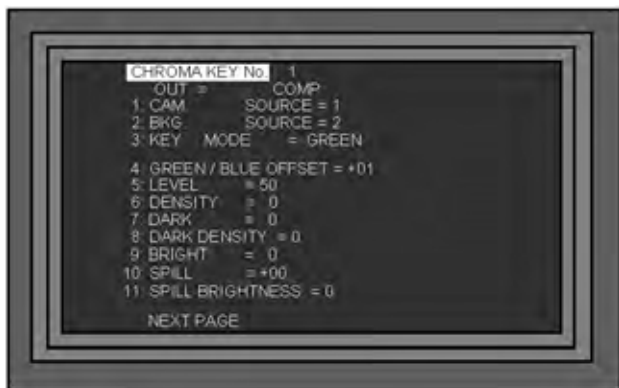 CHROMA KEY No. 1
OUT = COMP
1: CAM SOURCE = 1
2: BKG SOURCE = 2
3: KEY MODE = GREEN
4: GREEN / BLUE OFFSET = +01
5: LEVEL = 50
6: DENSITY = 0
7: DARK = 0
8: DARK DENSITY = 0
9: BRIGHT = 0
10: SPILL = +00
11: SPILL BRIGHTNESS = 0
NEXT PAGE